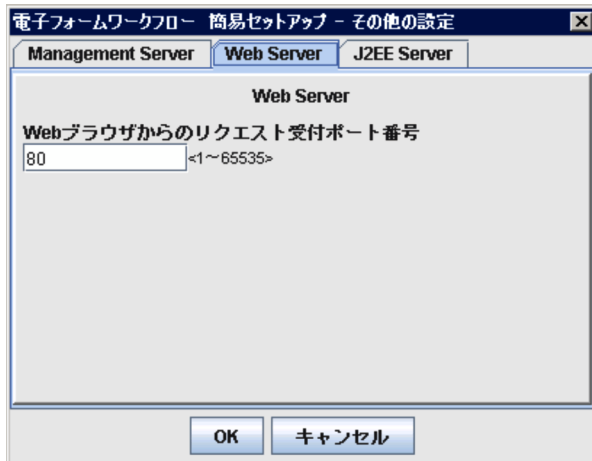 電子フォームワークフロー 簡易セットアップ - その他の設定
Management Server Web Server J2EE Server
Web Server
Webブラウザからのリクエスト受付ポート番号
80 <1～65535>
OK キャンセル